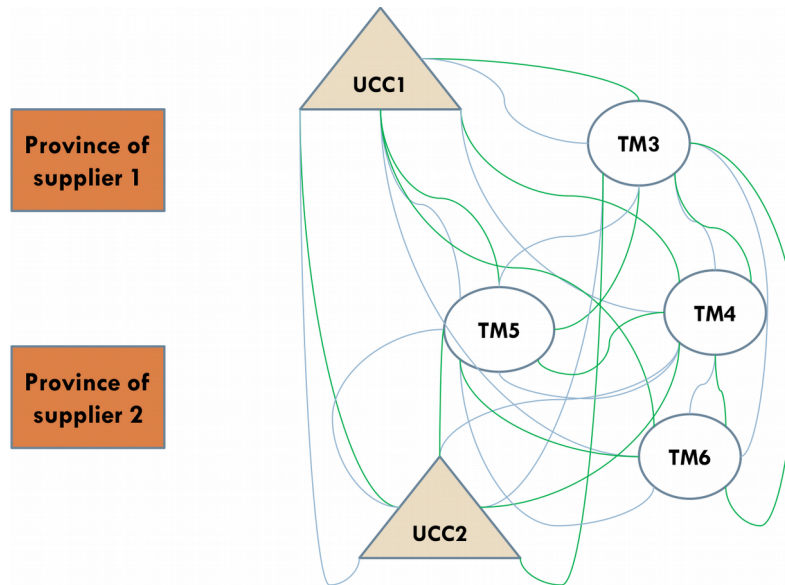 UCC1
Province of
supplier 1
TM3
TM5
TM4
Province of
supplier 2
TM6
UCC2